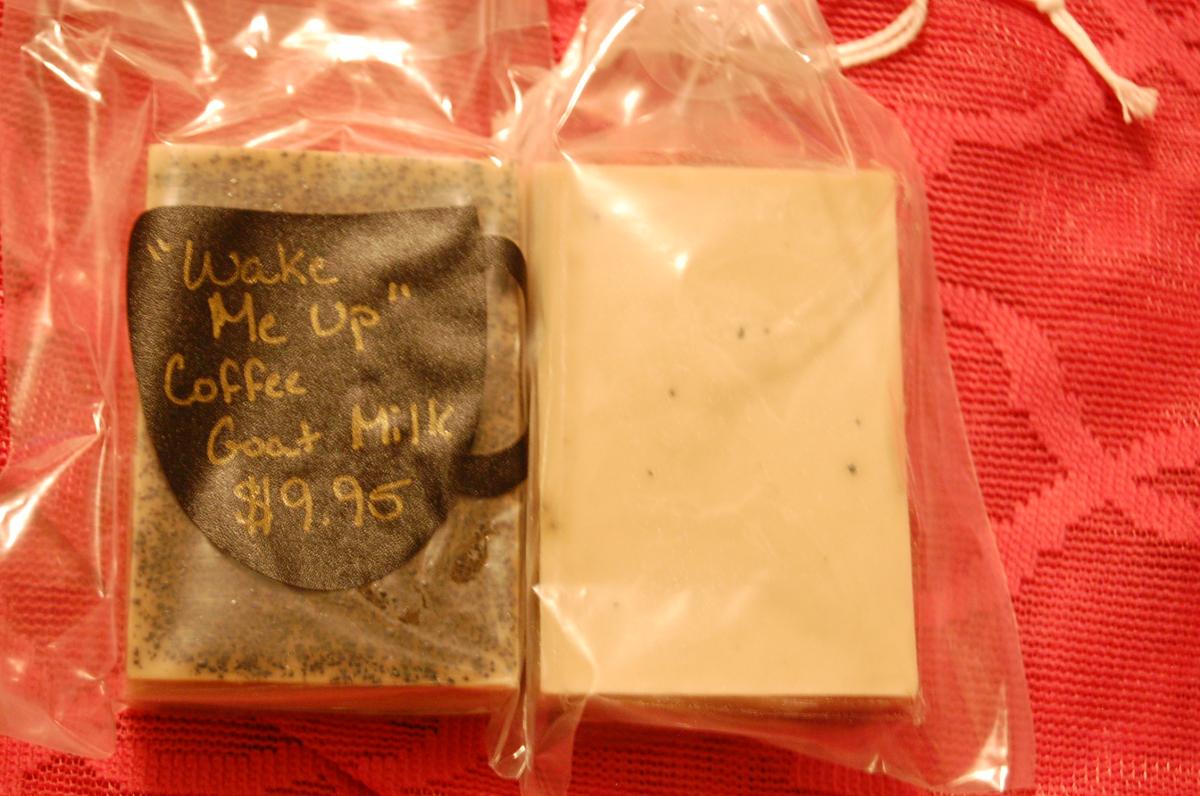 "Wake
Me Up"
Coffee
Goat Milk
$9.95